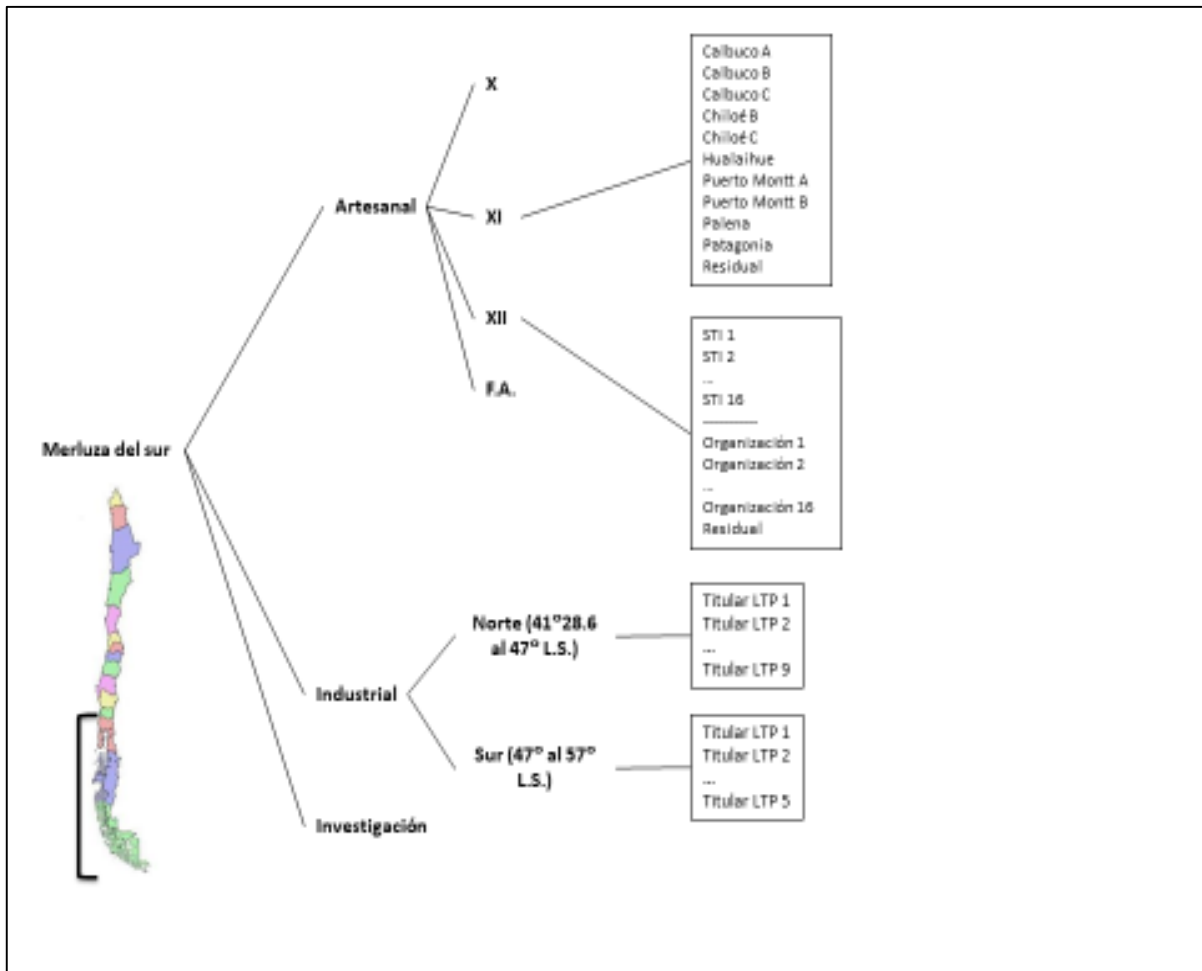 Merluza del sur
Artesanal
X
XI
XII
F.A.
Calbuco A
Calbuco B
Calbuco C
Chiloé B
Chiloé C
Hualaihue
Puerto Montt A
Puerto Montt B
Palena
Patagonia
Residual
STI 1
STI 2
...
STI 16
------------
Organización 1
Organización 2
...
Organización 16
Residual
Industrial
Norte (41°28.6
al 47° L.S.)
Titular LTP 1
Titular LTP 2
...
Titular LTP 9
Sur (47° al 57°
L.S.)
Titular LTP 1
Titular LTP 2
...
Titular LTP 5
Investigación